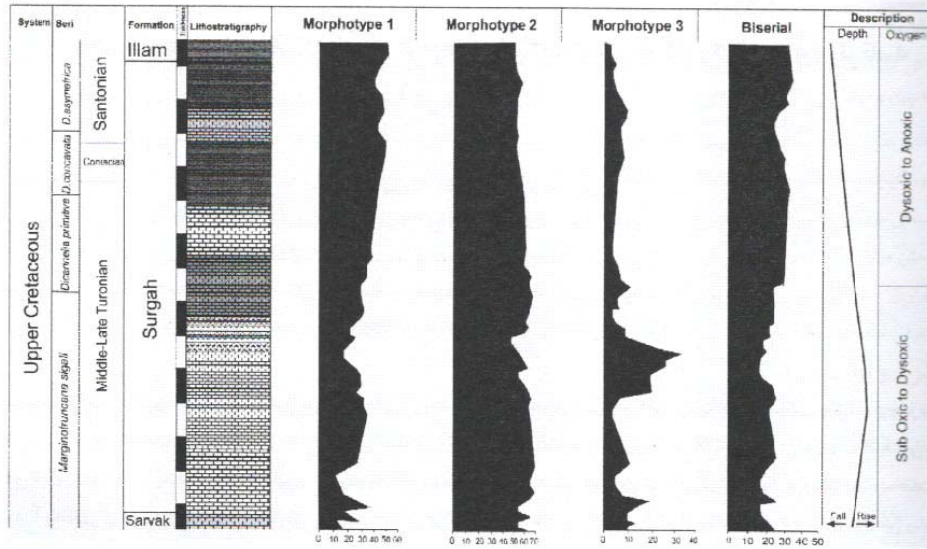 System
Beri
Formation
Lithostratigraphy
Morphotype 1
Morphotype 2
Morphotype 3
Biserial
Description
Depth
Oxygen
Upper Cretaceous
Marginotruncana sigali
Dicarinella primitive
D.concavata
D.asymetrica
Middle-Late Turonian
Coniacian
Santonian
Illam
Surgah
Sarvak
Dysoxic to Anoxic
Sub Oxic to Dysoxic
Fall Rise
0 10 20 30 40 50 60
0 10 20 30 40 50 60 70
0 10 20 30 40
0 10 20 30 40 50